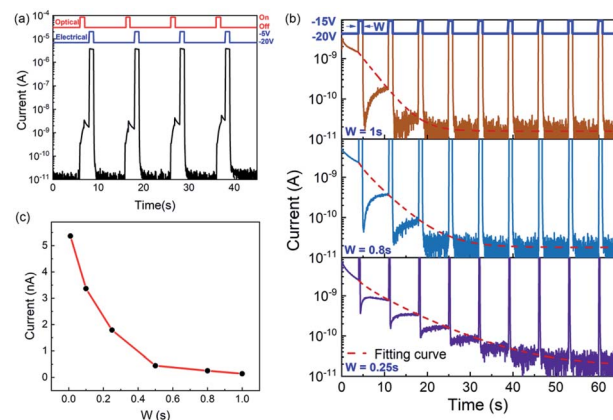 (a)
Optical
On
Off
Electrical
-5V
-20V
Current (A)
10⁻⁴
10⁻⁵
10⁻⁶
10⁻⁷
10⁻⁸
10⁻⁹
10⁻¹⁰
10⁻¹¹
0 10 20 30 40
Time(s)
(b)
-15V
-20V
W
Current (A)
10⁻⁹
10⁻¹⁰
10⁻¹¹
W = 1s
10⁻⁹
10⁻¹⁰
10⁻¹¹
W = 0.8s
10⁻⁹
10⁻¹⁰
10⁻¹¹
Fitting curve
W = 0.25s
0 10 20 30 40 50 60
Time (s)
(c)
Current (nA)
5
4
3
2
1
0
0.0 0.2 0.4 0.6 0.8 1.0
W (s)